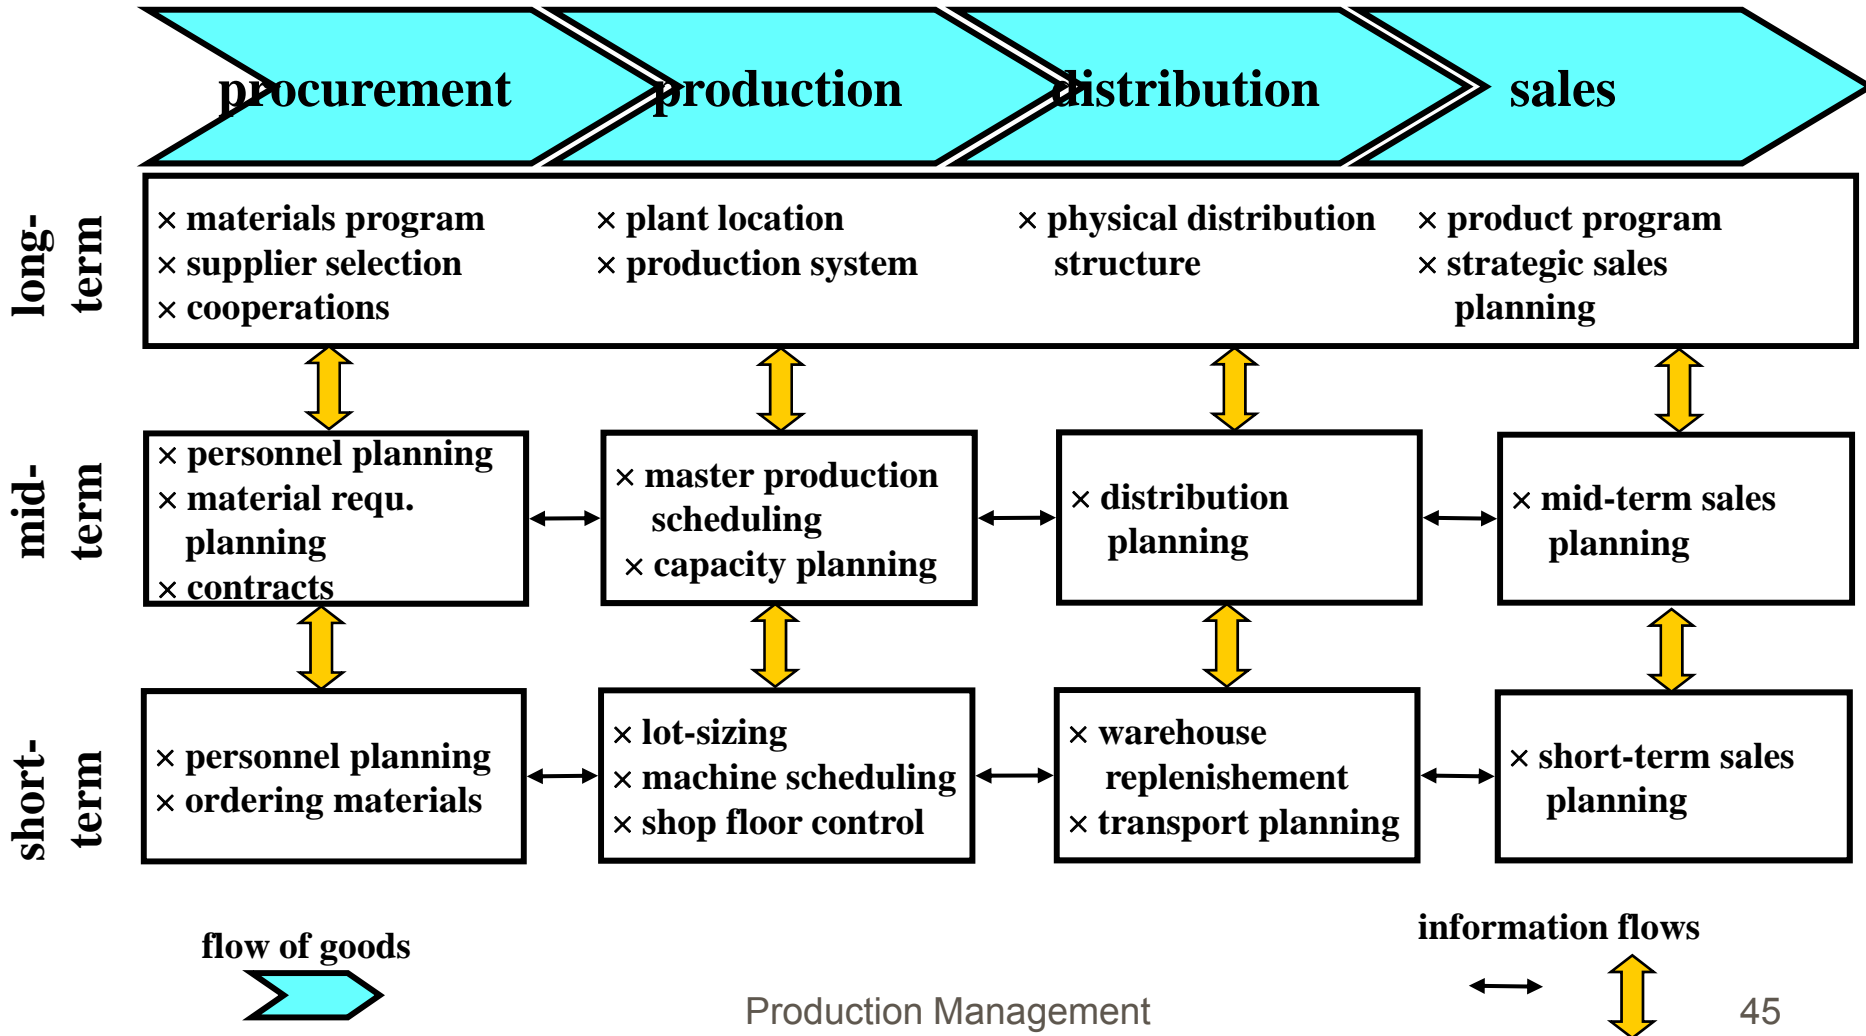 procurement
production
distribution
sales
long-
term
× materials program
× supplier selection
× cooperations
× plant location
× production system
× physical distribution
structure
× product program
× strategic sales
planning
mid-
term
× personnel planning
× material requ.
planning
× contracts
× master production
scheduling
× capacity planning
× distribution
planning
× mid-term sales
planning
short-
term
× personnel planning
× ordering materials
× lot-sizing
× machine scheduling
× shop floor control
× warehouse
replenishement
× transport planning
× short-term sales
planning
flow of goods
information flows
Production Management
45